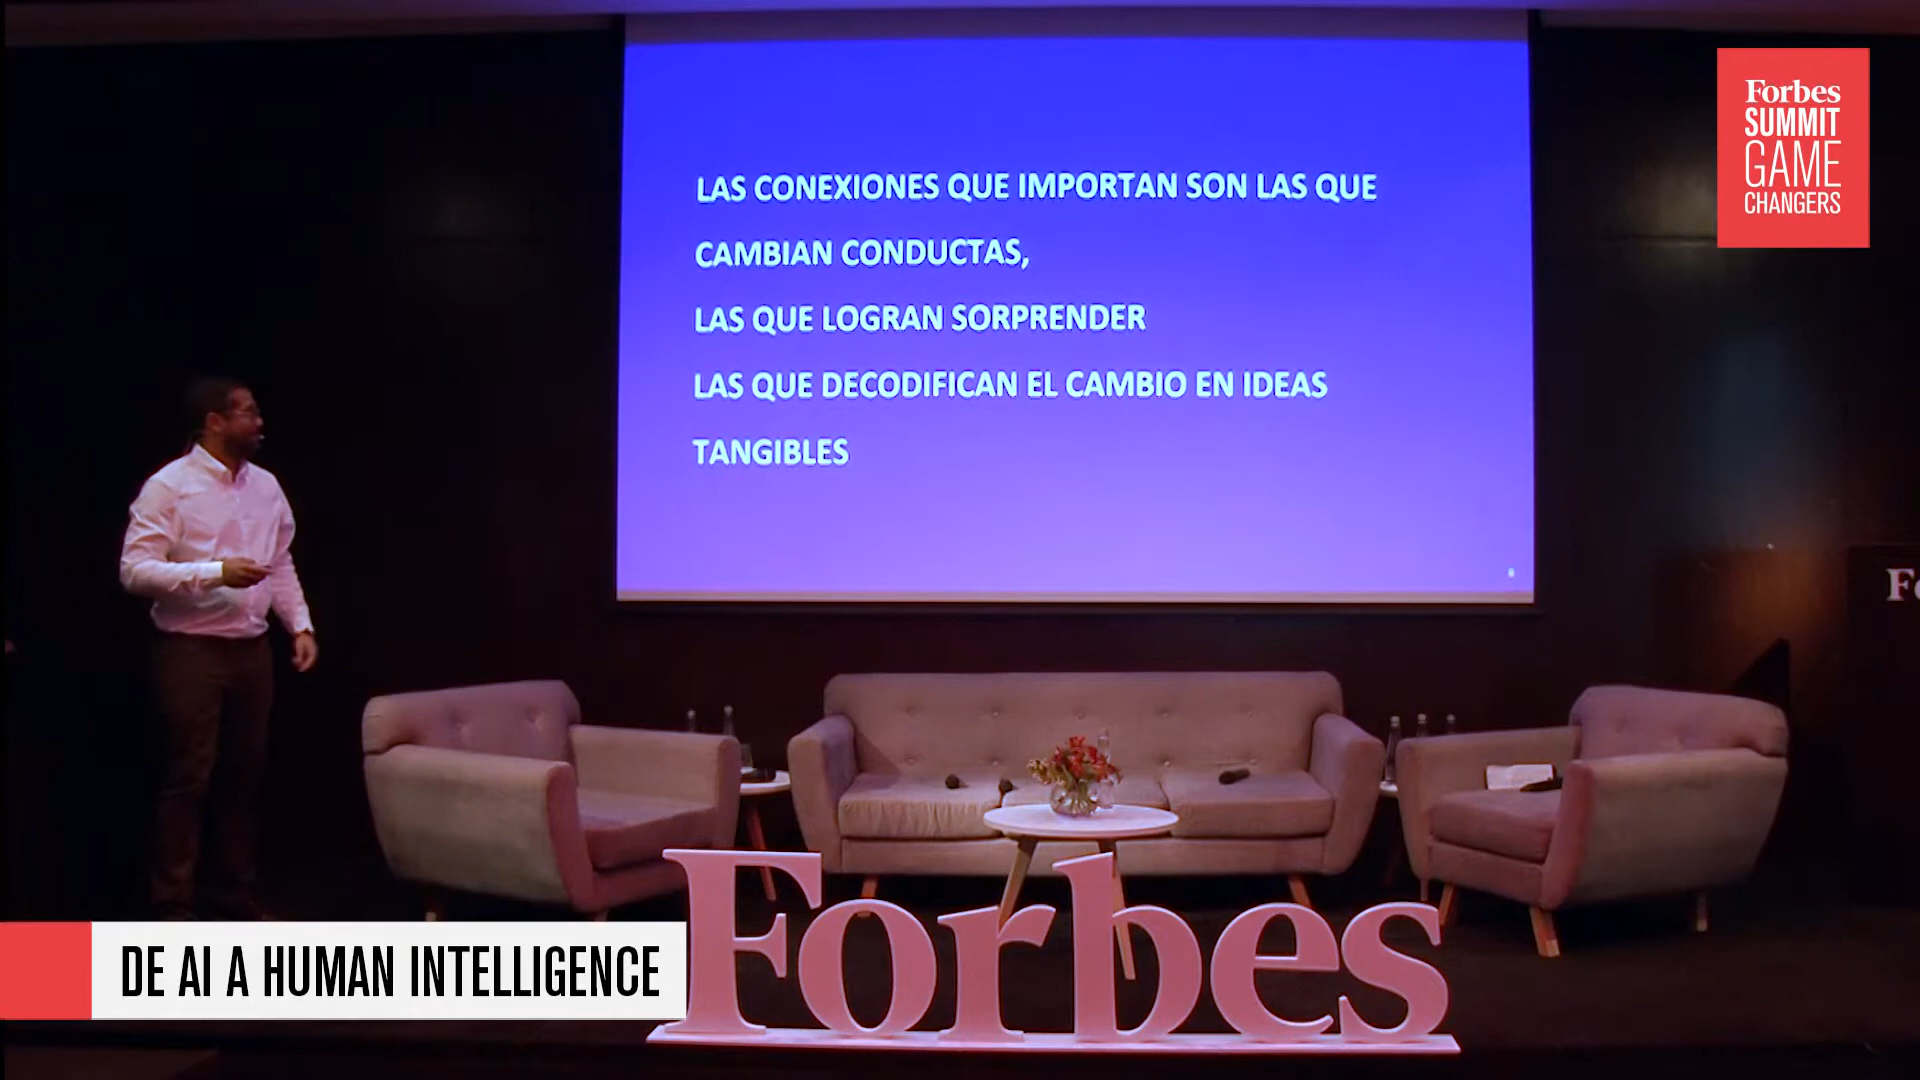 LAS CONEXIONES QUE IMPORTAN SON LAS QUE
CAMBIAN CONDUCTAS,
LAS QUE LOGRAN SORPRENDER
LAS QUE DECODIFICAN EL CAMBIO EN IDEAS
TANGIBLES
Forbes
SUMMIT
GAME
CHANGERS
DE AI A HUMAN INTELLIGENCE
Forbes